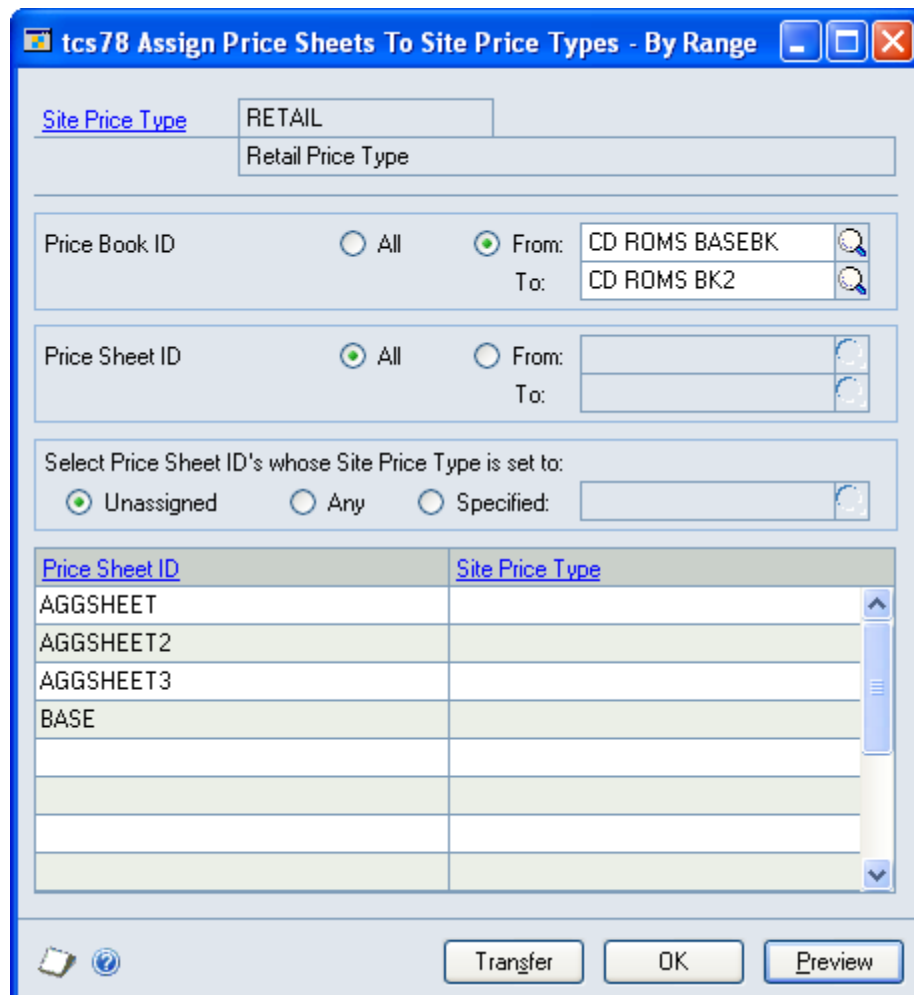 tcs78 Assign Price Sheets To Site Price Types - By Range
Site Price Type RETAIL
Retail Price Type
Price Book ID All From: CD ROMS BASEBK
To: CD ROMS BK2
Price Sheet ID All From:
To:
Select Price Sheet ID's whose Site Price Type is set to:
Unassigned Any Specified:
Price Sheet ID Site Price Type
AGGSHEET
AGGSHEET2
AGGSHEET3
BASE
Transfer OK Preview